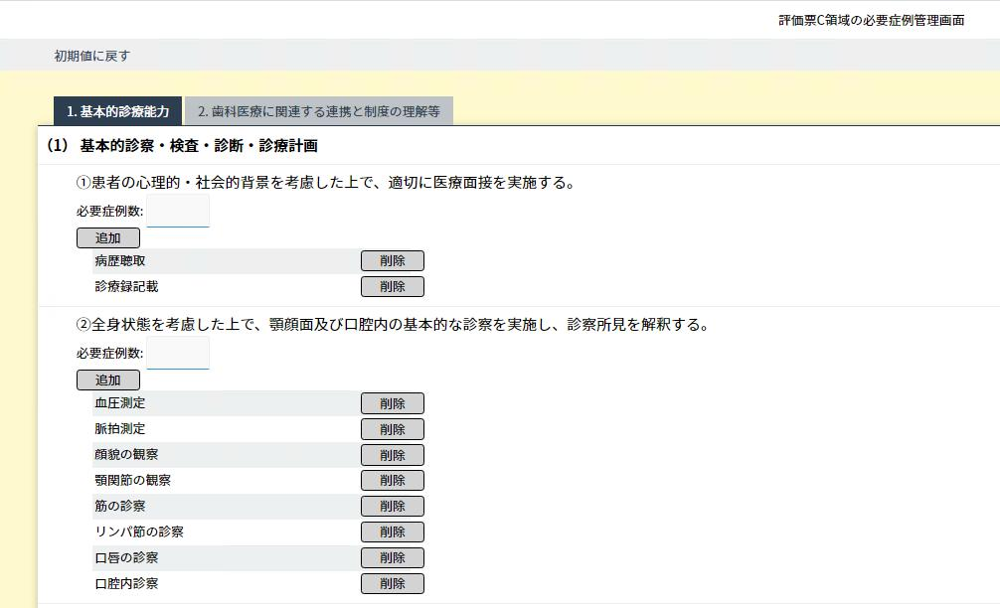 評価票C領域の必要症例管理画面
初期値に戻す
1. 基本的診療能力 2. 歯科医療に関連する連携と制度の理解等
（1） 基本的診察・検査・診断・診療計画
①患者の心理的・社会的背景を考慮した上で、適切に医療面接を実施する。
必要症例数:
追加
病歴聴取 削除
診療録記載 削除
②全身状態を考慮した上で、顎顔面及び口腔内の基本的な診察を実施し、診察所見を解釈する。
必要症例数:
追加
血圧測定 削除
脈拍測定 削除
顔貌の観察 削除
顎関節の観察 削除
筋の診察 削除
リンパ節の診察 削除
口唇の診察 削除
口腔内診察 削除